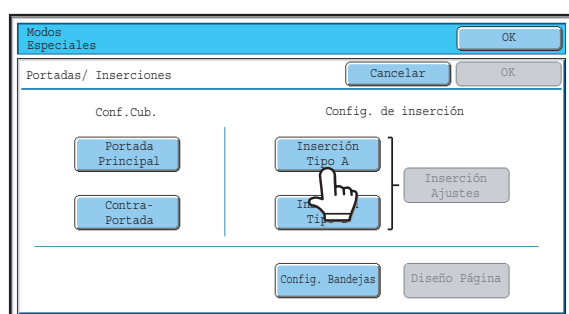 Modos
Especiales
OK
Portadas/ Inserciones
Cancelar
OK
Conf.Cub.
Config. de inserción
Portada
Principal
Inserción
Tipo A
Inserción
Ajustes
Contra-
Portada
Config. Bandejas
Diseño Página